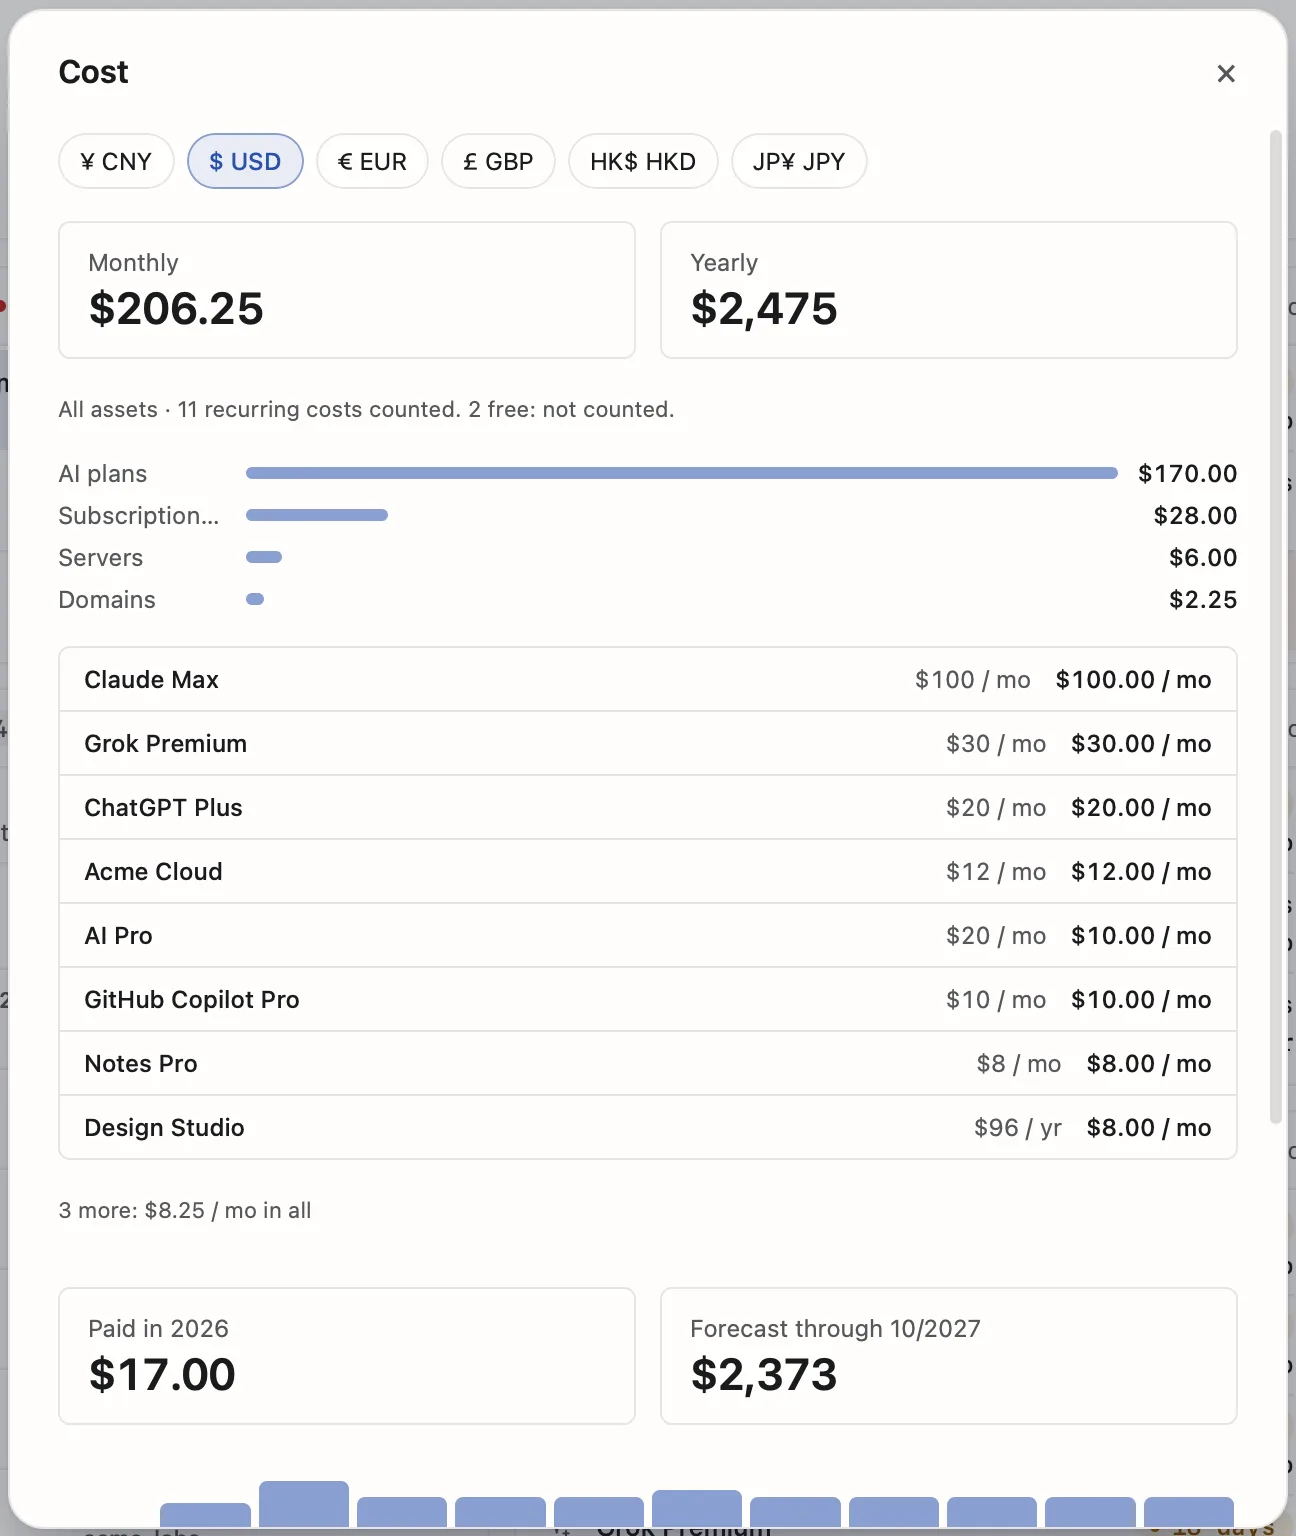 Cost
×
¥ CNY $ USD € EUR £ GBP HK$ HKD JP¥ JPY
Monthly
$206.25
Yearly
$2,475
All assets · 11 recurring costs counted. 2 free: not counted.
AI plans $170.00
Subscription... $28.00
Servers $6.00
Domains $2.25
Claude Max $100 / mo $100.00 / mo
Grok Premium $30 / mo $30.00 / mo
ChatGPT Plus $20 / mo $20.00 / mo
Acme Cloud $12 / mo $12.00 / mo
AI Pro $20 / mo $10.00 / mo
GitHub Copilot Pro $10 / mo $10.00 / mo
Notes Pro $8 / mo $8.00 / mo
Design Studio $96 / yr $8.00 / mo
3 more: $8.25 / mo in all
Paid in 2026
$17.00
Forecast through 10/2027
$2,373